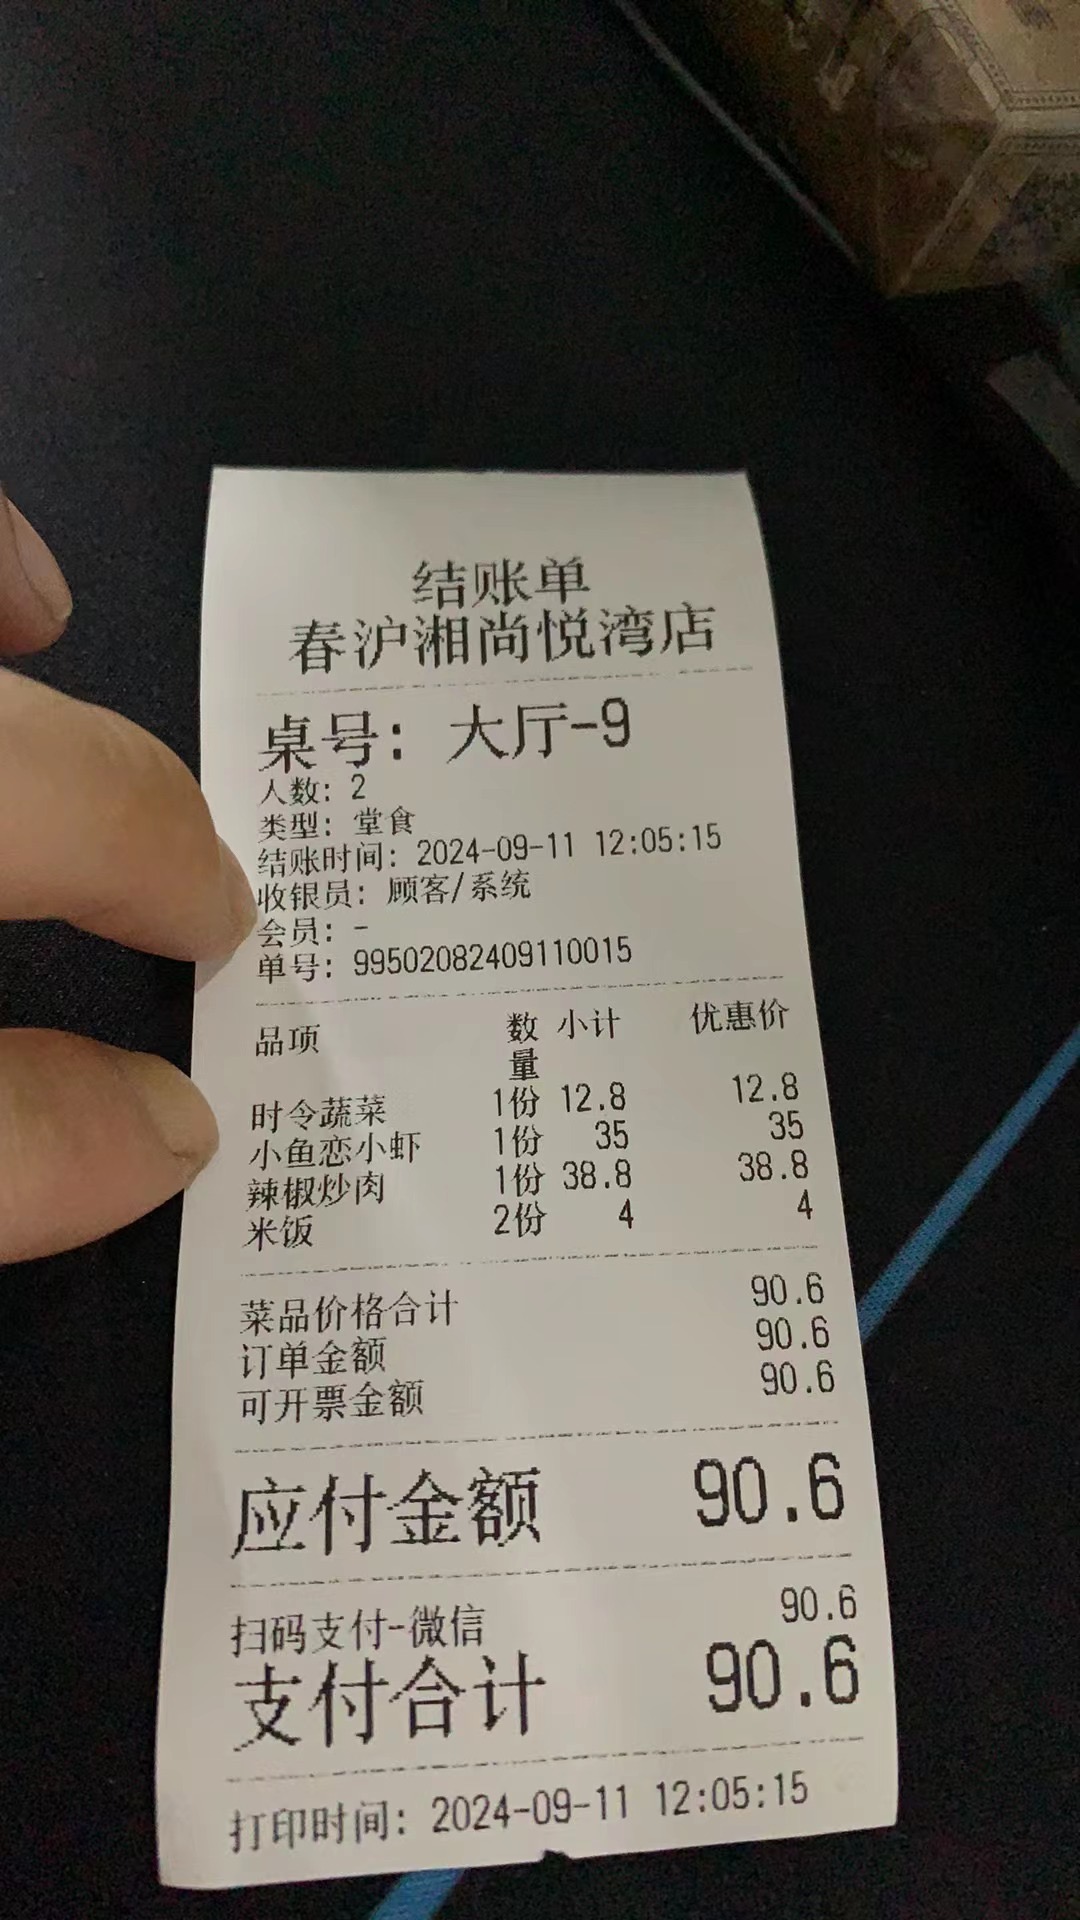 结账单
春沪湘尚悦湾店
桌号: 大厅-9
人数: 2
类型: 堂食
结账时间: 2024-09-11 12:05:15
收银员: 顾客/系统
会员: -
单号: 99502082409110015
品项 数量 小计 优惠价
时令蔬菜 1份 12.8 12.8
小鱼恋小虾 1份 35 35
辣椒炒肉 1份 38.8 38.8
米饭 2份 4 4
菜品价格合计 90.6
订单金额 90.6
可开票金额 90.6
应付金额 90.6
扫码支付-微信 90.6
支付合计 90.6
打印时间: 2024-09-11 12:05:15